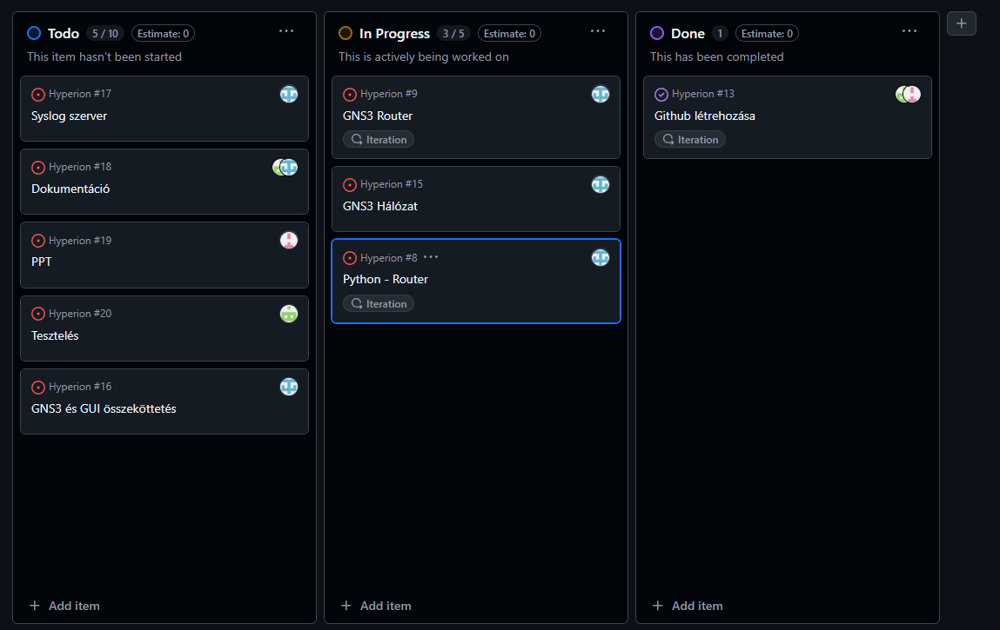 Todo 5 / 10 Estimate: 0
This item hasn't been started
Hyperion #17
Syslog szerver
Hyperion #18
Dokumentáció
Hyperion #19
PPT
Hyperion #20
Tesztelés
Hyperion #16
GNS3 és GUI összeköttetés
Add item
In Progress 3 / 5 Estimate: 0
This is actively being worked on
Hyperion #9
GNS3 Router
Iteration
Hyperion #15
GNS3 Hálózat
Hyperion #8
Python - Router
Iteration
Add item
Done 1 Estimate: 0
This has been completed
Hyperion #13
Github létrehozása
Iteration
Add item